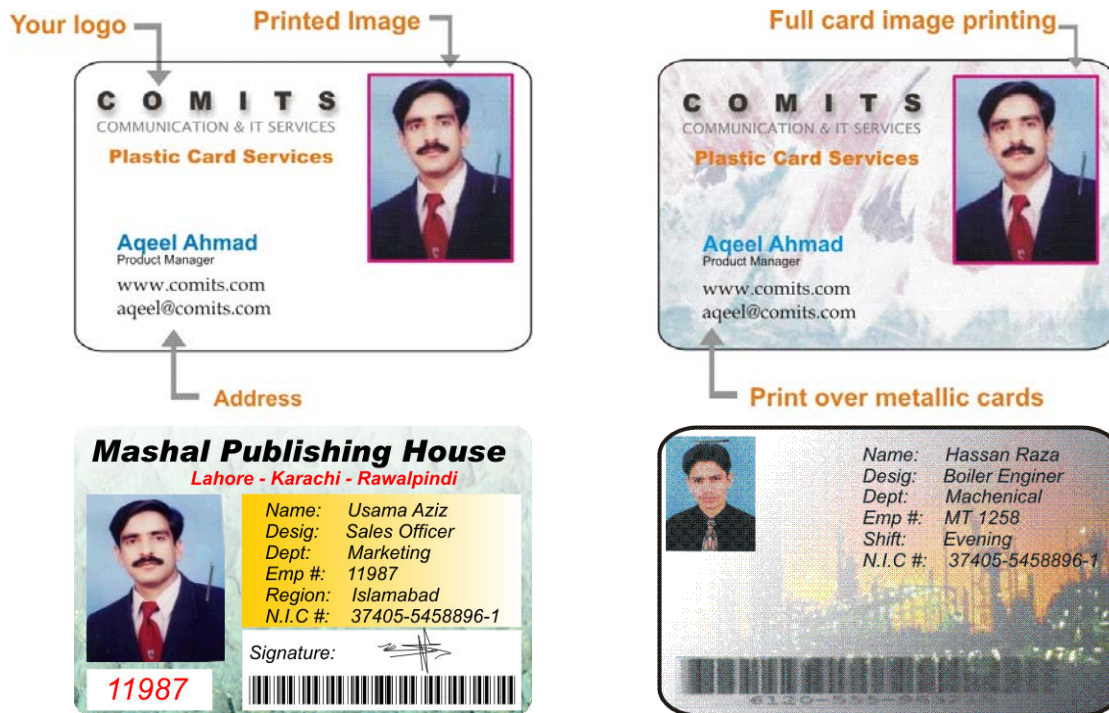 Your logo
Printed Image
C O M I T S
COMMUNICATION & IT SERVICES
Plastic Card Services
Aqeel Ahmad
Product Manager
www.comits.com
aqeel@comits.com
Address
Full card image printing
C O M I T S
COMMUNICATION & IT SERVICES
Plastic Card Services
Aqeel Ahmad
Product Manager
www.comits.com
aqeel@comits.com
Print over metallic cards
Mashal Publishing House
Lahore - Karachi - Rawalpindi
Name: Usama Aziz
Desig: Sales Officer
Dept: Marketing
Emp #: 11987
Region: Islamabad
N.I.C #: 37405-5458896-1
Signature:
11987
Name: Hassan Raza
Desig: Boiler Enginer
Dept: Machenical
Emp #: MT 1258
Shift: Evening
N.I.C #: 37405-5458896-1